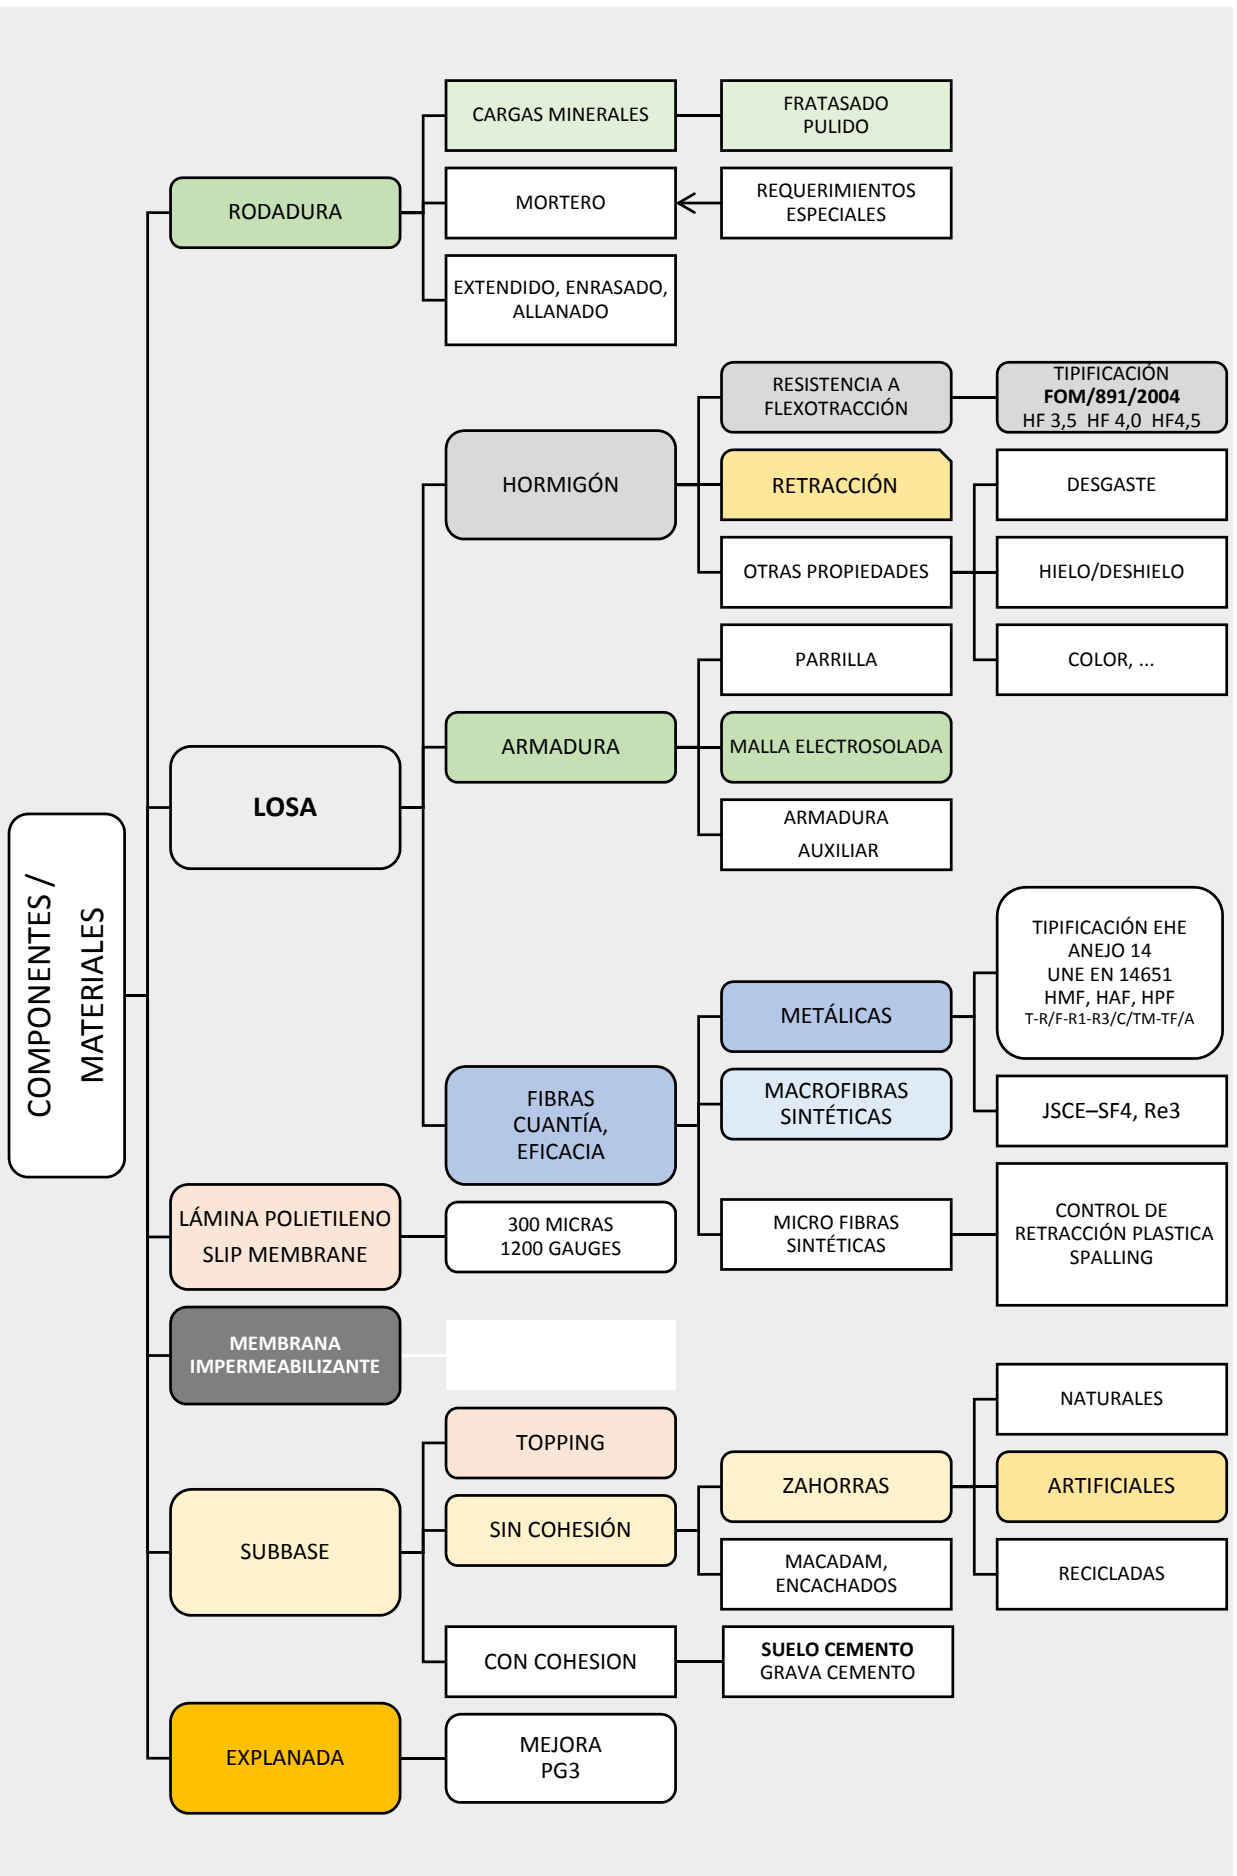 COMPONENTES /
MATERIALES
RODADURA
CARGAS MINERALES
FRATASADO
PULIDO
MORTERO
REQUERIMIENTOS
ESPECIALES
EXTENDIDO, ENRASADO,
ALLANADO
LOSA
HORMIGÓN
RESISTENCIA A
FLEXOTRACCIÓN
TIPIFICACIÓN
FOM/891/2004
HF 3,5 HF 4,0 HF4,5
RETRACCIÓN
OTRAS PROPIEDADES
DESGASTE
HIELO/DESHIELO
COLOR, ...
ARMADURA
PARRILLA
MALLA ELECTROSOLADA
ARMADURA
AUXILIAR
FIBRAS
CUANTÍA,
EFICACIA
METÁLICAS
TIPIFICACIÓN EHE
ANEJO 14
UNE EN 14651
HMF, HAF, HPF
T-R/F-R1-R3/C/TM-TF/A
JSCE–SF4, Re3
MACROFIBRAS
SINTÉTICAS
MICRO FIBRAS
SINTÉTICAS
CONTROL DE
RETRACCIÓN PLASTICA
SPALLING
LÁMINA POLIETILENO
SLIP MEMBRANE
300 MICRAS
1200 GAUGES
MEMBRANA
IMPERMEABILIZANTE
SUBBASE
TOPPING
SIN COHESIÓN
ZAHORRAS
NATURALES
ARTIFICIALES
RECICLADAS
MACADAM,
ENCACHADOS
CON COHESION
SUELO CEMENTO
GRAVA CEMENTO
EXPLANADA
MEJORA
PG3